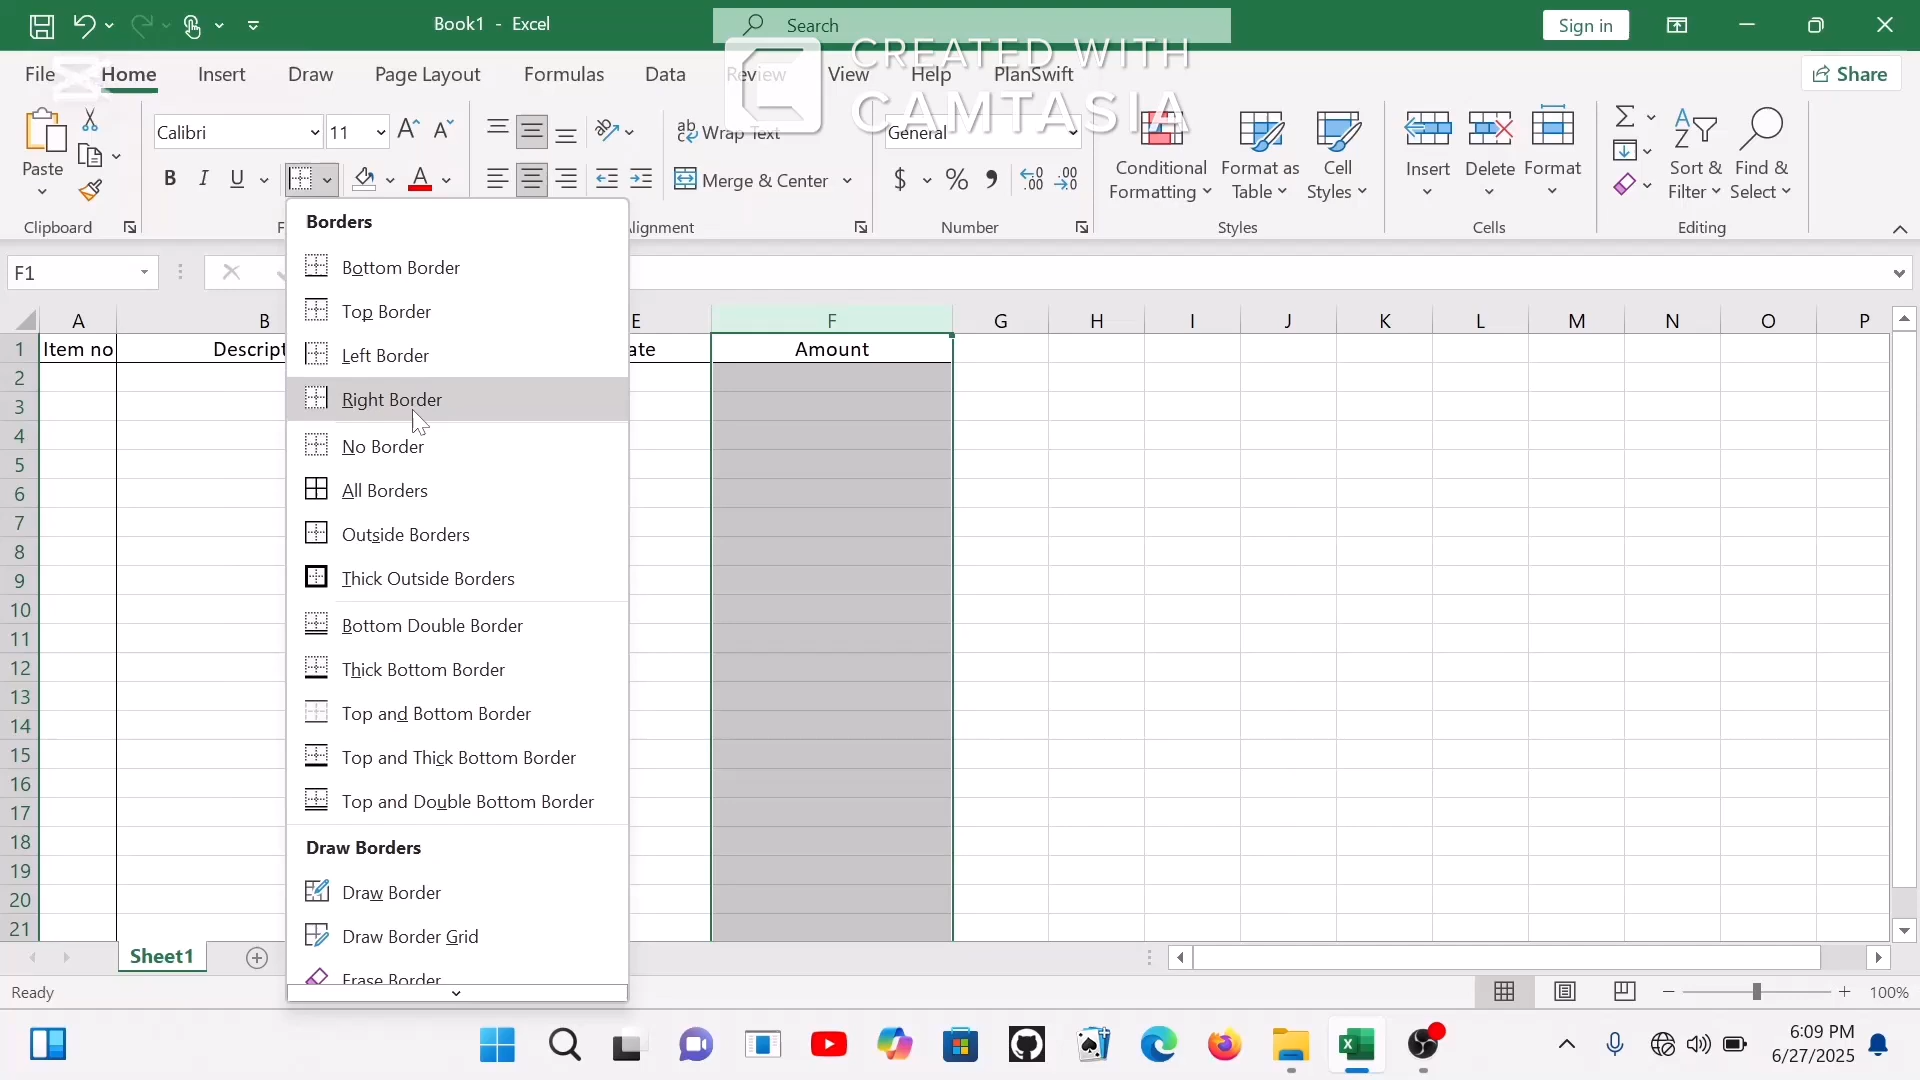 Book1 - Excel
Search
Sign in
CREATED WITH
CAMTASIA
File Home Insert Draw Page Layout Formulas Data Review View Help PlanSwift
Share
Paste
Calibri 11
B I U
Wrap Text
Merge & Center
General
$ %
Conditional Formatting
Format as Table
Cell Styles
Insert
Delete
Format
Sort & Filter
Find & Select
Clipboard
lignment
Number
Styles
Cells
Editing
F1
Borders
Bottom Border
Top Border
Left Border
Right Border
No Border
All Borders
Outside Borders
Thick Outside Borders
Bottom Double Border
Thick Bottom Border
Top and Bottom Border
Top and Thick Bottom Border
Top and Double Bottom Border
Draw Borders
Draw Border
Draw Border Grid
Erase Border
A B E F G H I J K L M N O P
1 Item no Descript ate Amount
2
3
4
5
6
7
8
9
10
11
12
13
14
15
16
17
18
19
20
21
Sheet1
Ready
100%
6:09 PM
6/27/2025